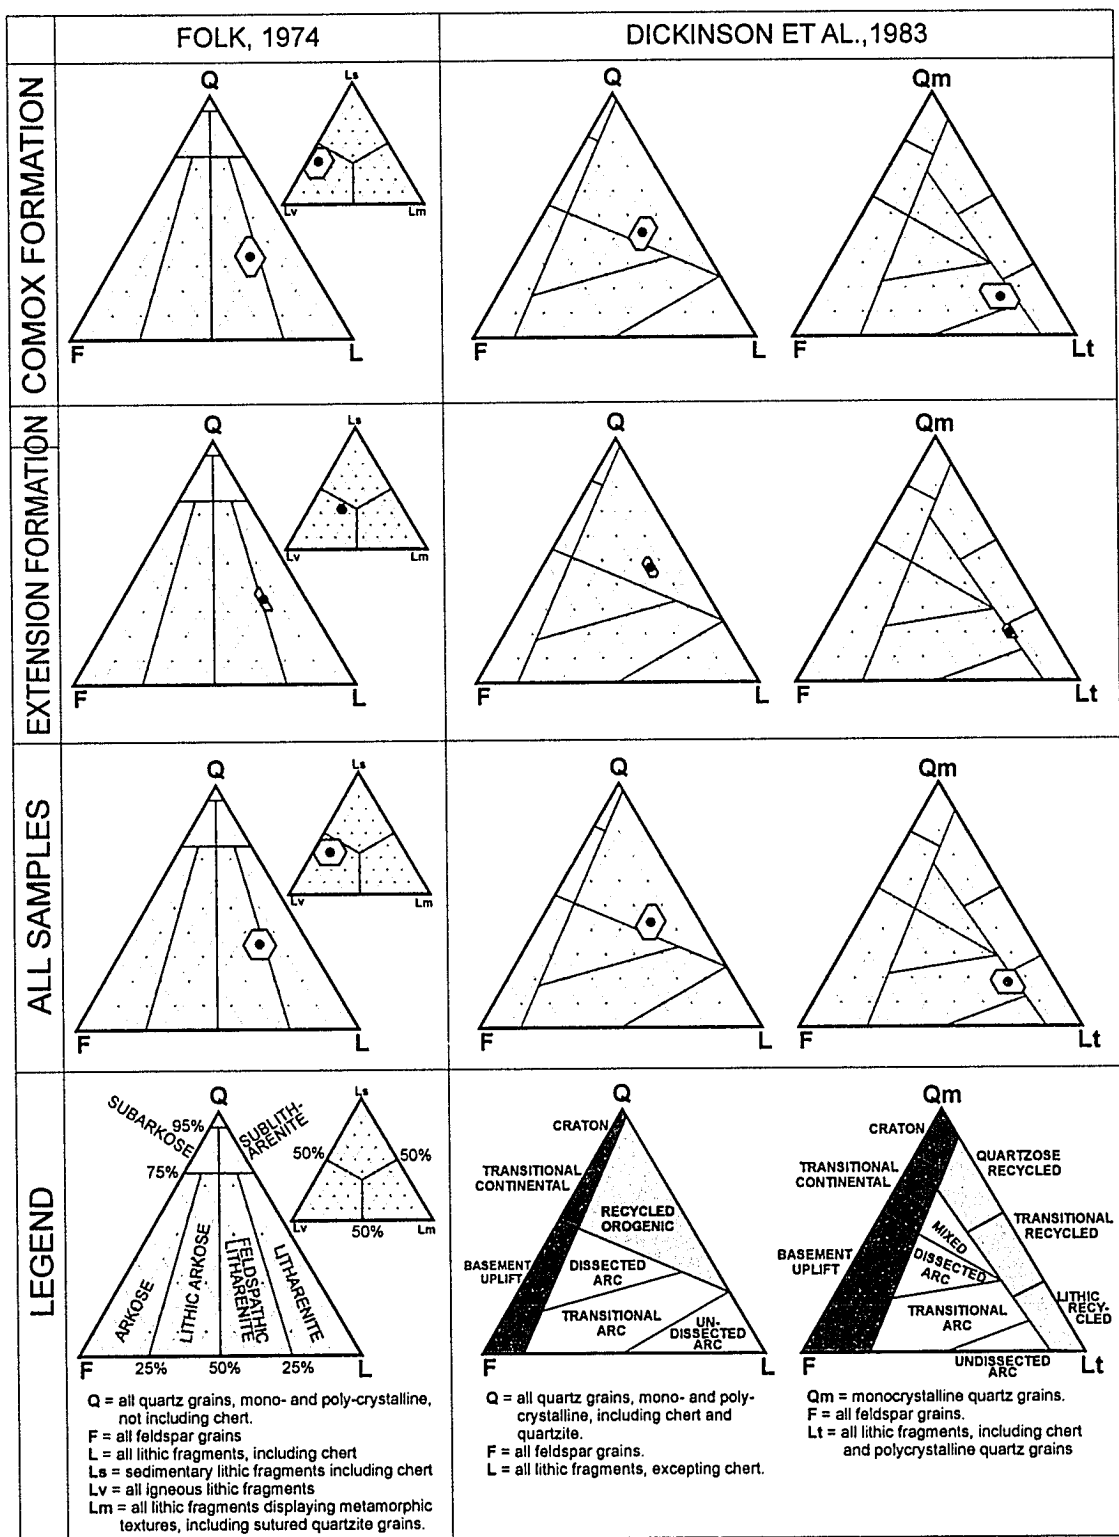 FOLK, 1974
DICKINSON ET AL.,1983
COMOX FORMATION
Q
F
L
Ls
Lv
Lm
Q
F
L
Qm
F
Lt
EXTENSION FORMATION
Q
F
L
Ls
Lv
Lm
Q
F
L
Qm
F
Lt
ALL SAMPLES
Q
F
L
Ls
Lv
Lm
Q
F
L
Qm
F
Lt
LEGEND
Q
SUBARKOSE
95%
SUBLITH-
ARENITE
75%
ARKOSE
LITHIC ARKOSE
FELDSPATHIC
LITHARENITE
LITHARENITE
F
25%
50%
25%
L
Ls
50%
50%
Lv
50%
Lm
Q = all quartz grains, mono- and poly-crystalline,
not including chert.
F = all feldspar grains
L = all lithic fragments, including chert
Ls = sedimentary lithic fragments including chert
Lv = all igneous lithic fragments
Lm = all lithic fragments displaying metamorphic
textures, including sutured quartzite grains.
Q
CRATON
TRANSITIONAL
CONTINENTAL
RECYCLED
OROGENIC
BASEMENT
UPLIFT
DISSECTED
ARC
TRANSITIONAL
ARC
UN-
DISSECTED
ARC
F
L
Q = all quartz grains, mono- and poly-
crystalline, including chert and
quartzite.
F = all feldspar grains.
L = all lithic fragments, excepting chert.
Qm
CRATON
TRANSITIONAL
CONTINENTAL
QUARTZOSE
RECYCLED
TRANSITIONAL
RECYCLED
MIXED
BASEMENT
UPLIFT
DISSECTED
ARC
TRANSITIONAL
ARC
LITHIC
RECY-
CLED
F
UNDISSECTED
ARC
Lt
Qm = monocrystalline quartz grains.
F = all feldspar grains.
Lt = all lithic fragments, including chert
and polycrystalline quartz grains